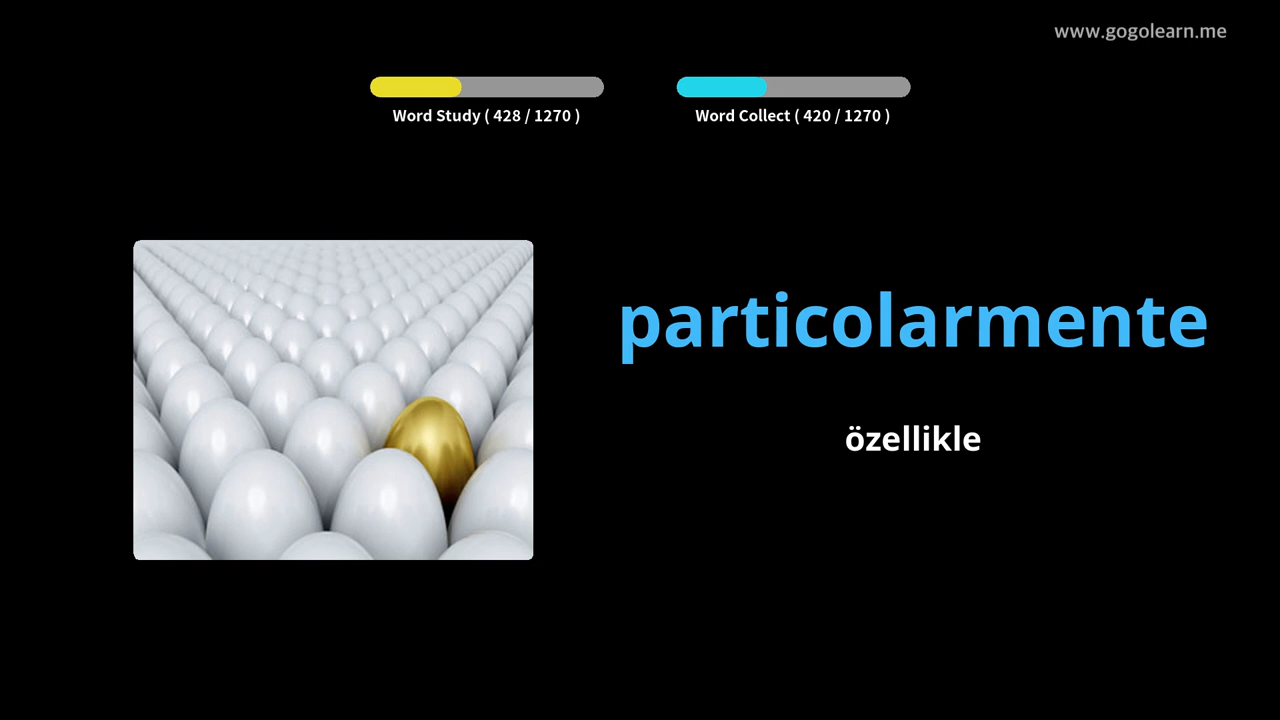 www.gogolearn.me
Word Study ( 428 / 1270 )
Word Collect ( 420 / 1270 )
particolarmente
özellikle